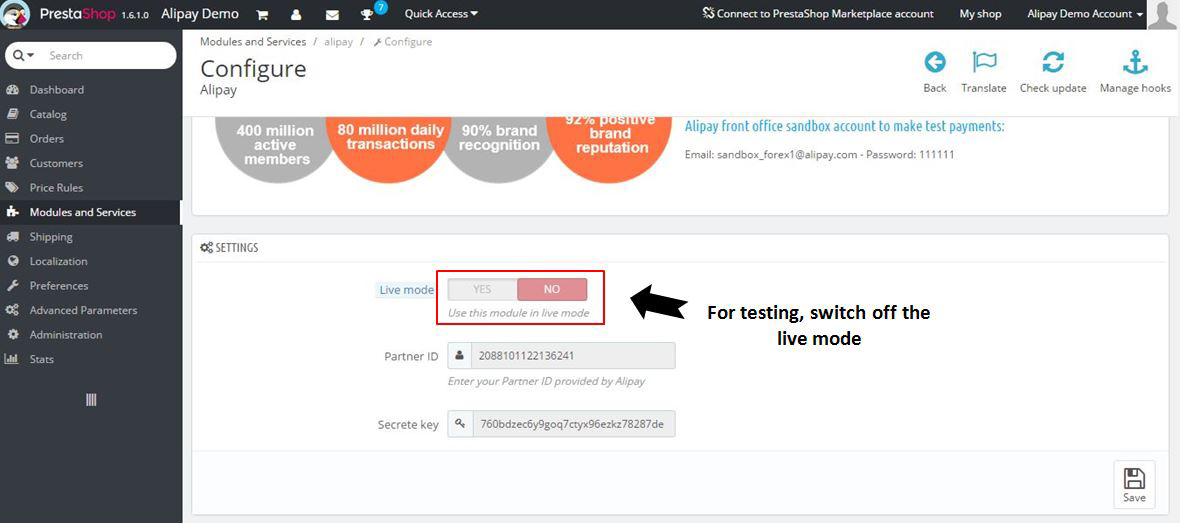 PrestaShop 1.6.1.0 Alipay Demo 7 Quick Access Connect to PrestaShop Marketplace account My shop Alipay Demo Account
Search
Dashboard
Catalog
Orders
Customers
Price Rules
Modules and Services
Shipping
Localization
Preferences
Advanced Parameters
Administration
Stats
Modules and Services / alipay / Configure
Configure
Alipay
Back Translate Check update Manage hooks
400 million
active
members
80 million daily
transactions
90% brand
recognition
92% positive
brand
reputation
Alipay front office sandbox account to make test payments:
Email: sandbox_forex1@alipay.com - Password: 111111
SETTINGS
Live mode YES NO
Use this module in live mode
For testing, switch off the
live mode
Partner ID 2088101122136241
Enter your Partner ID provided by Alipay
Secrete key 760bdzec6y9goq7ctyx96ezkz78287de
Save